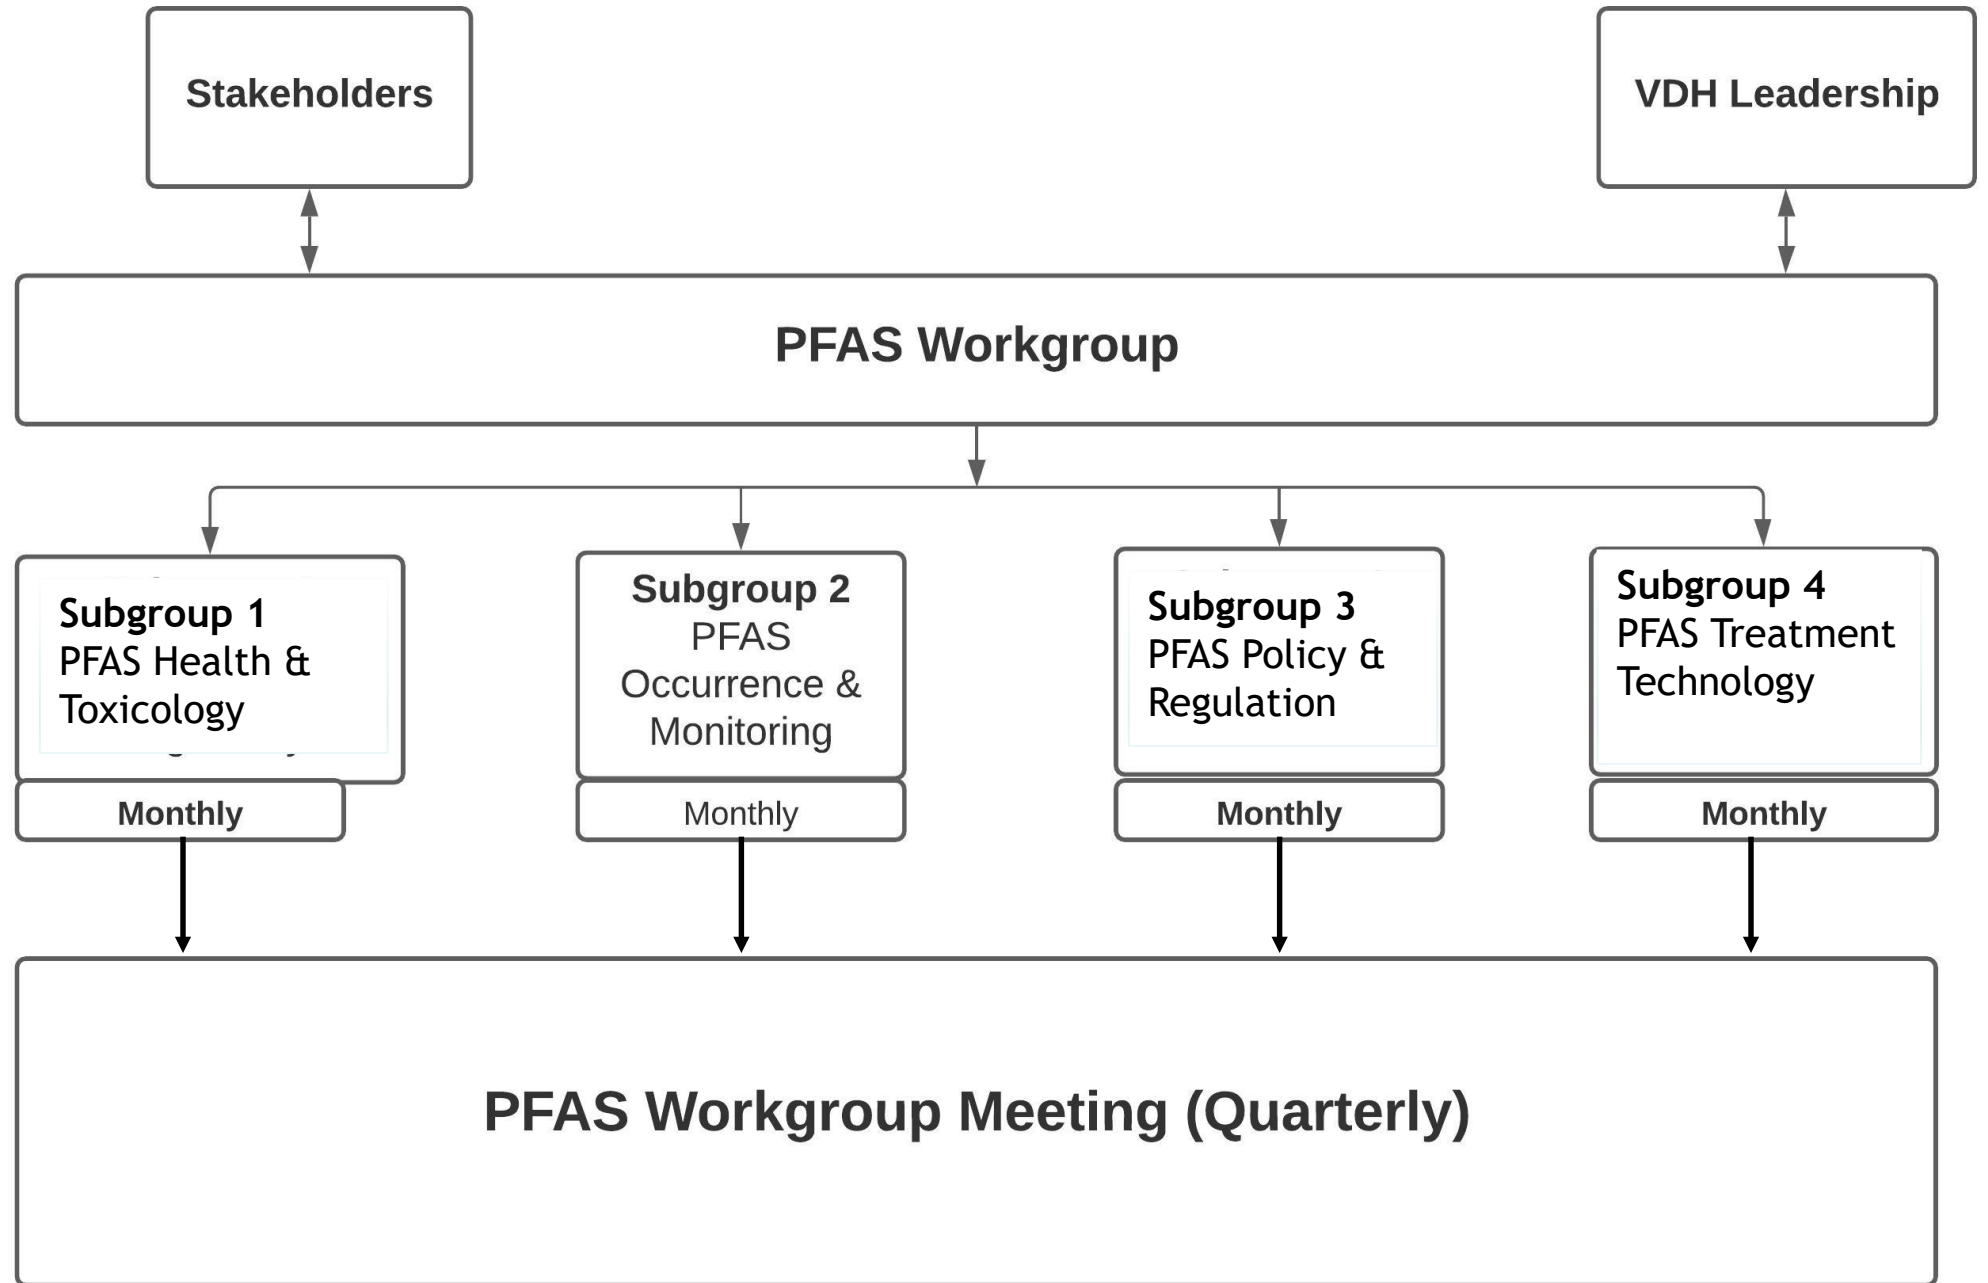 Stakeholders
VDH Leadership
PFAS Workgroup
Subgroup 1
PFAS Health &
Toxicology
Monthly
Subgroup 2
PFAS
Occurrence &
Monitoring
Monthly
Subgroup 3
PFAS Policy &
Regulation
Monthly
Subgroup 4
PFAS Treatment
Technology
Monthly
PFAS Workgroup Meeting (Quarterly)